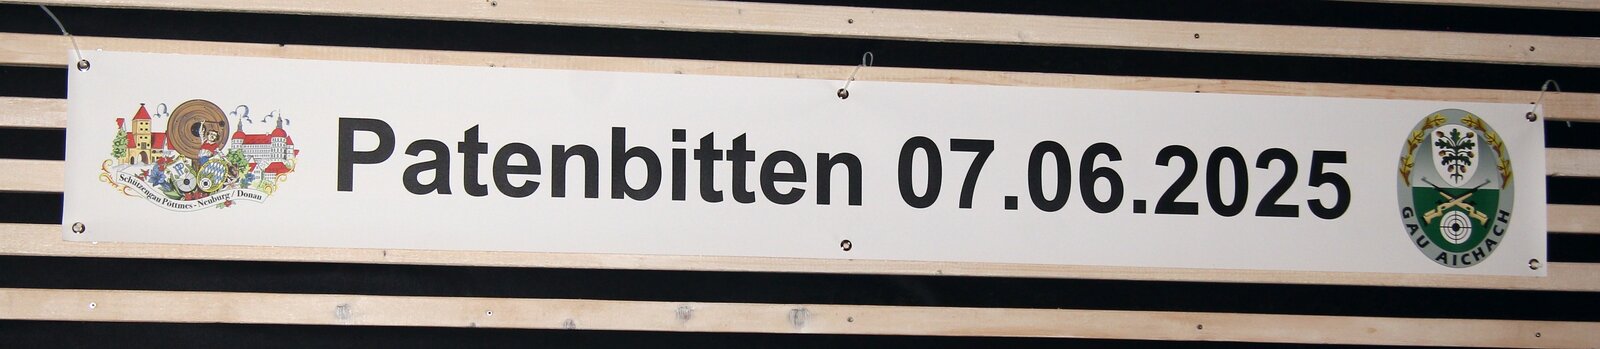 Schützengau Pöttmes - Neuburg / Donau
Patenbitten 07.06.2025
GAU AICHACH